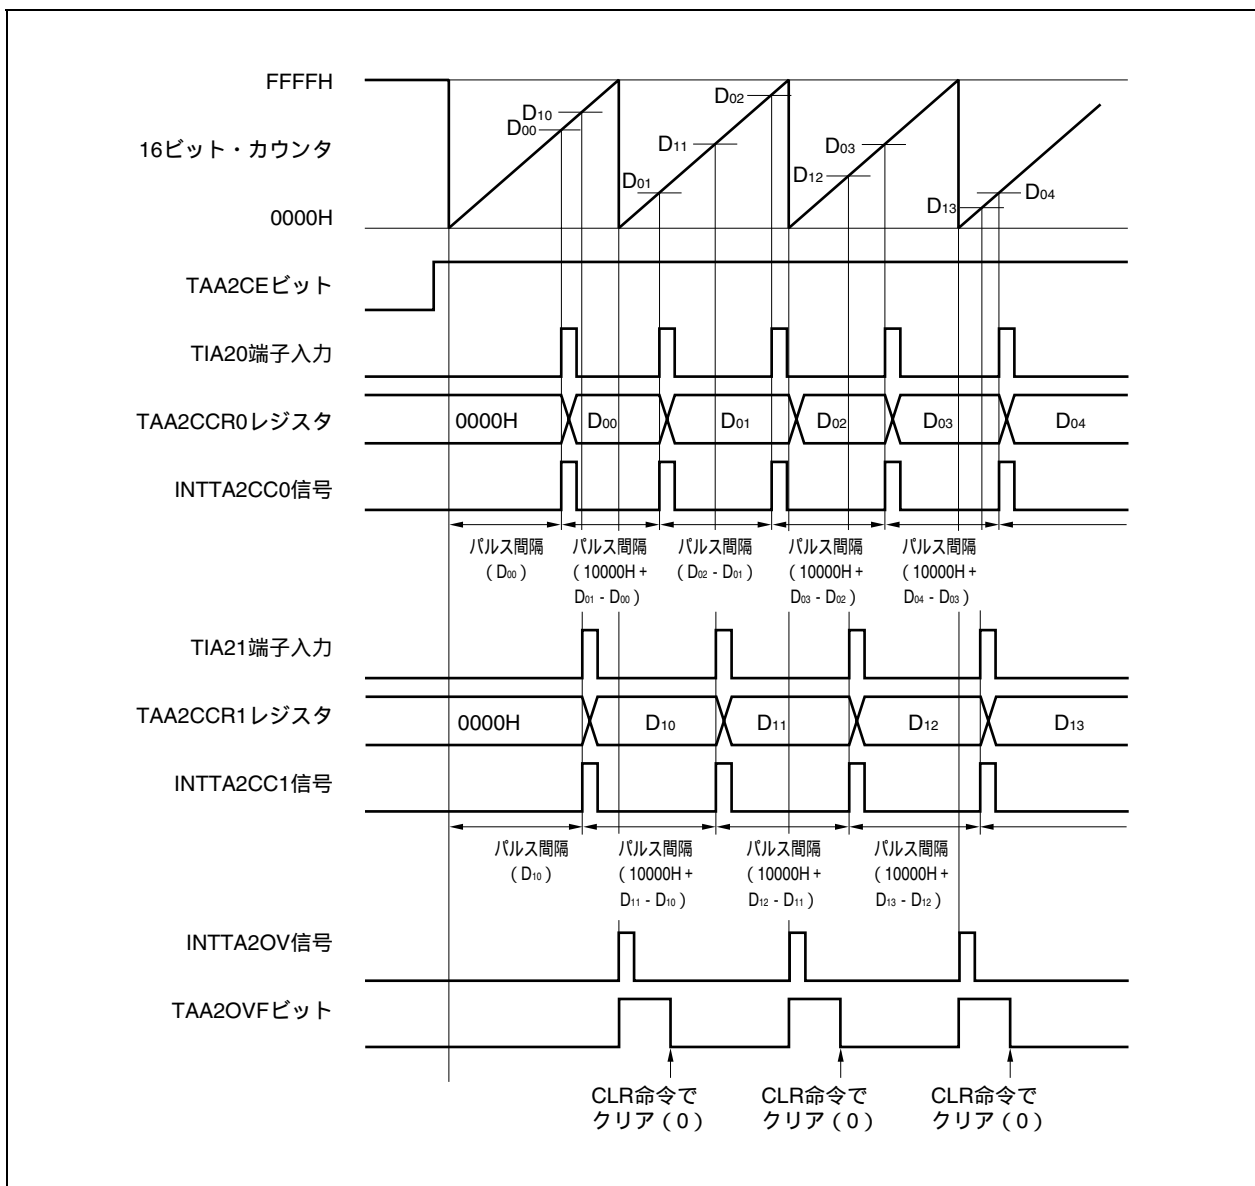 FFFFH
D10
D00
D02
16ビット・カウンタ
D11
D03
D12
D01
D13
D04
0000H
TAA2CEビット
TIA20端子入力
TAA2CCR0レジスタ
0000H
D00
D01
D02
D03
D04
INTTA2CC0信号
パルス間隔
(D00)
パルス間隔
(10000H +
D01 - D00)
パルス間隔
(D02 - D01)
パルス間隔
(10000H +
D03 - D02)
パルス間隔
(10000H +
D04 - D03)
TIA21端子入力
TAA2CCR1レジスタ
0000H
D10
D11
D12
D13
INTTA2CC1信号
パルス間隔
(D10)
パルス間隔
(10000H +
D11 - D10)
パルス間隔
(10000H +
D12 - D11)
パルス間隔
(10000H +
D13 - D12)
INTTA2OV信号
TAA2OVFビット
CLR命令で
クリア(0)
CLR命令で
クリア(0)
CLR命令で
クリア(0)